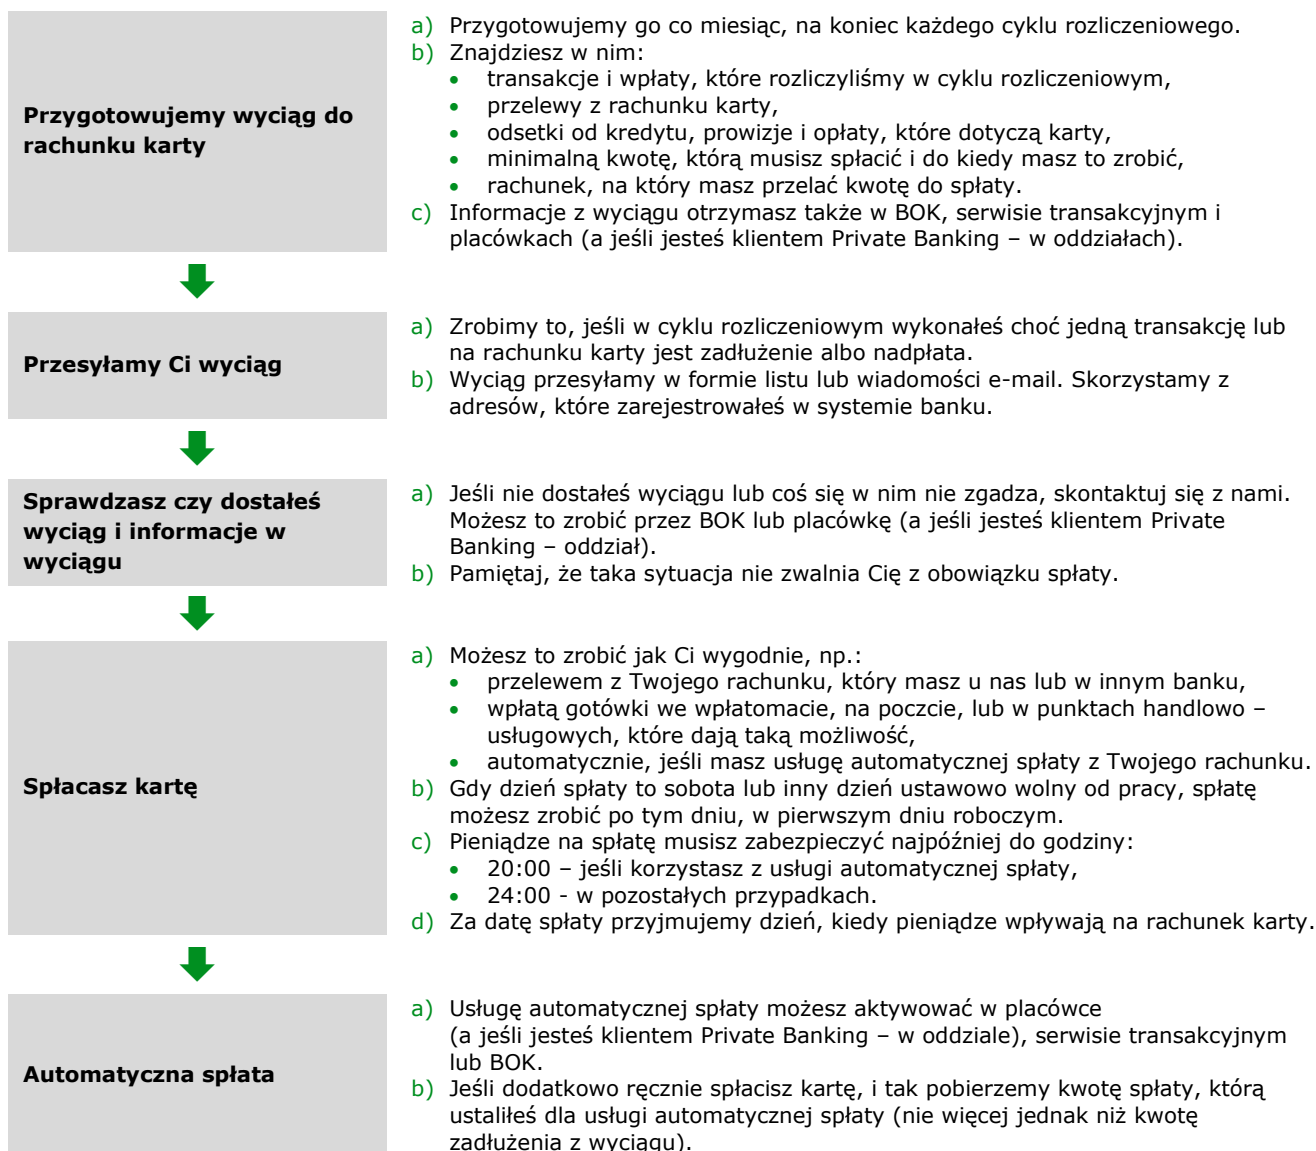 Przygotowujemy wyciąg do
rachunku karty
a) Przygotowujemy go co miesiąc, na koniec każdego cyklu rozliczeniowego.
b) Znajdziesz w nim:
• transakcje i wpłaty, które rozliczyliśmy w cyklu rozliczeniowym,
• przelewy z rachunku karty,
• odsetki od kredytu, prowizje i opłaty, które dotyczą karty,
• minimalną kwotę, którą musisz spłacić i do kiedy masz to zrobić,
• rachunek, na który masz przelać kwotę do spłaty.
c) Informacje z wyciągu otrzymasz także w BOK, serwisie transakcyjnym i
placówkach (a jeśli jesteś klientem Private Banking – w oddziałach).
Przesyłamy Ci wyciąg
a) Zrobimy to, jeśli w cyklu rozliczeniowym wykonałeś choć jedną transakcję lub
na rachunku karty jest zadłużenie albo nadpłata.
b) Wyciąg przesyłamy w formie listu lub wiadomości e-mail. Skorzystamy z
adresów, które zarejestrowałeś w systemie banku.
Sprawdzasz czy dostałeś
wyciąg i informacje w
wyciągu
a) Jeśli nie dostałeś wyciągu lub coś się w nim nie zgadza, skontaktuj się z nami.
Możesz to zrobić przez BOK lub placówkę (a jeśli jesteś klientem Private
Banking – oddział).
b) Pamiętaj, że taka sytuacja nie zwalnia Cię z obowiązku spłaty.
Spłacasz kartę
a) Możesz to zrobić jak Ci wygodnie, np.:
• przelewem z Twojego rachunku, który masz u nas lub w innym banku,
• wpłatą gotówki we wpłatomacie, na poczcie, lub w punktach handlowo –
usługowych, które dają taką możliwość,
• automatycznie, jeśli masz usługę automatycznej spłaty z Twojego rachunku.
b) Gdy dzień spłaty to sobota lub inny dzień ustawowo wolny od pracy, spłatę
możesz zrobić po tym dniu, w pierwszym dniu roboczym.
c) Pieniądze na spłatę musisz zabezpieczyć najpóźniej do godziny:
• 20:00 – jeśli korzystasz z usługi automatycznej spłaty,
• 24:00 - w pozostałych przypadkach.
d) Za datę spłaty przyjmujemy dzień, kiedy pieniądze wpływają na rachunek karty.
Automatyczna spłata
a) Usługę automatycznej spłaty możesz aktywować w placówce
(a jeśli jesteś klientem Private Banking – w oddziale), serwisie transakcyjnym
lub BOK.
b) Jeśli dodatkowo ręcznie spłacisz kartę, i tak pobierzemy kwotę spłaty, którą
ustaliłeś dla usługi automatycznej spłaty (nie więcej jednak niż kwotę
zadłużenia z wyciągu).